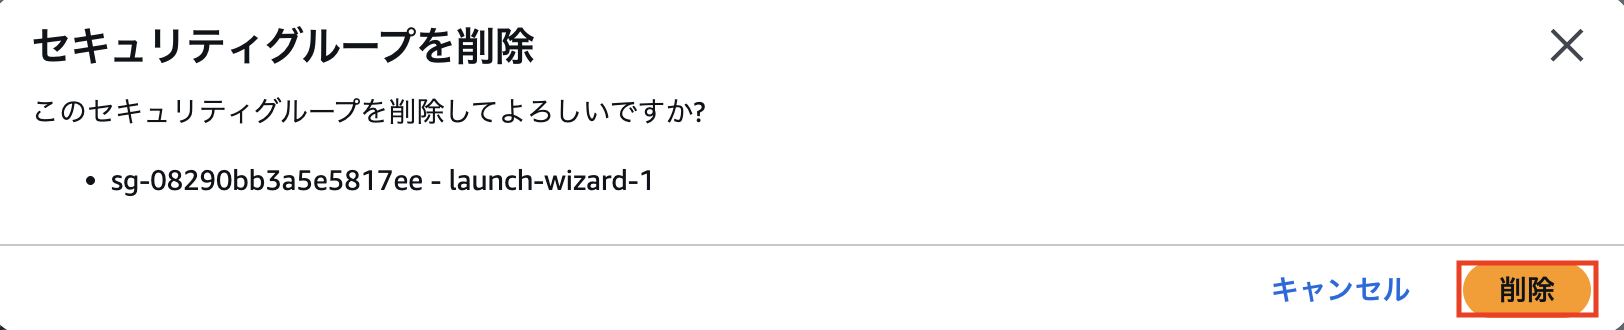 セキュリティグループを削除
このセキュリティグループを削除してよろしいですか?
• sg-08290bb3a5e5817ee - launch-wizard-1
キャンセル
削除